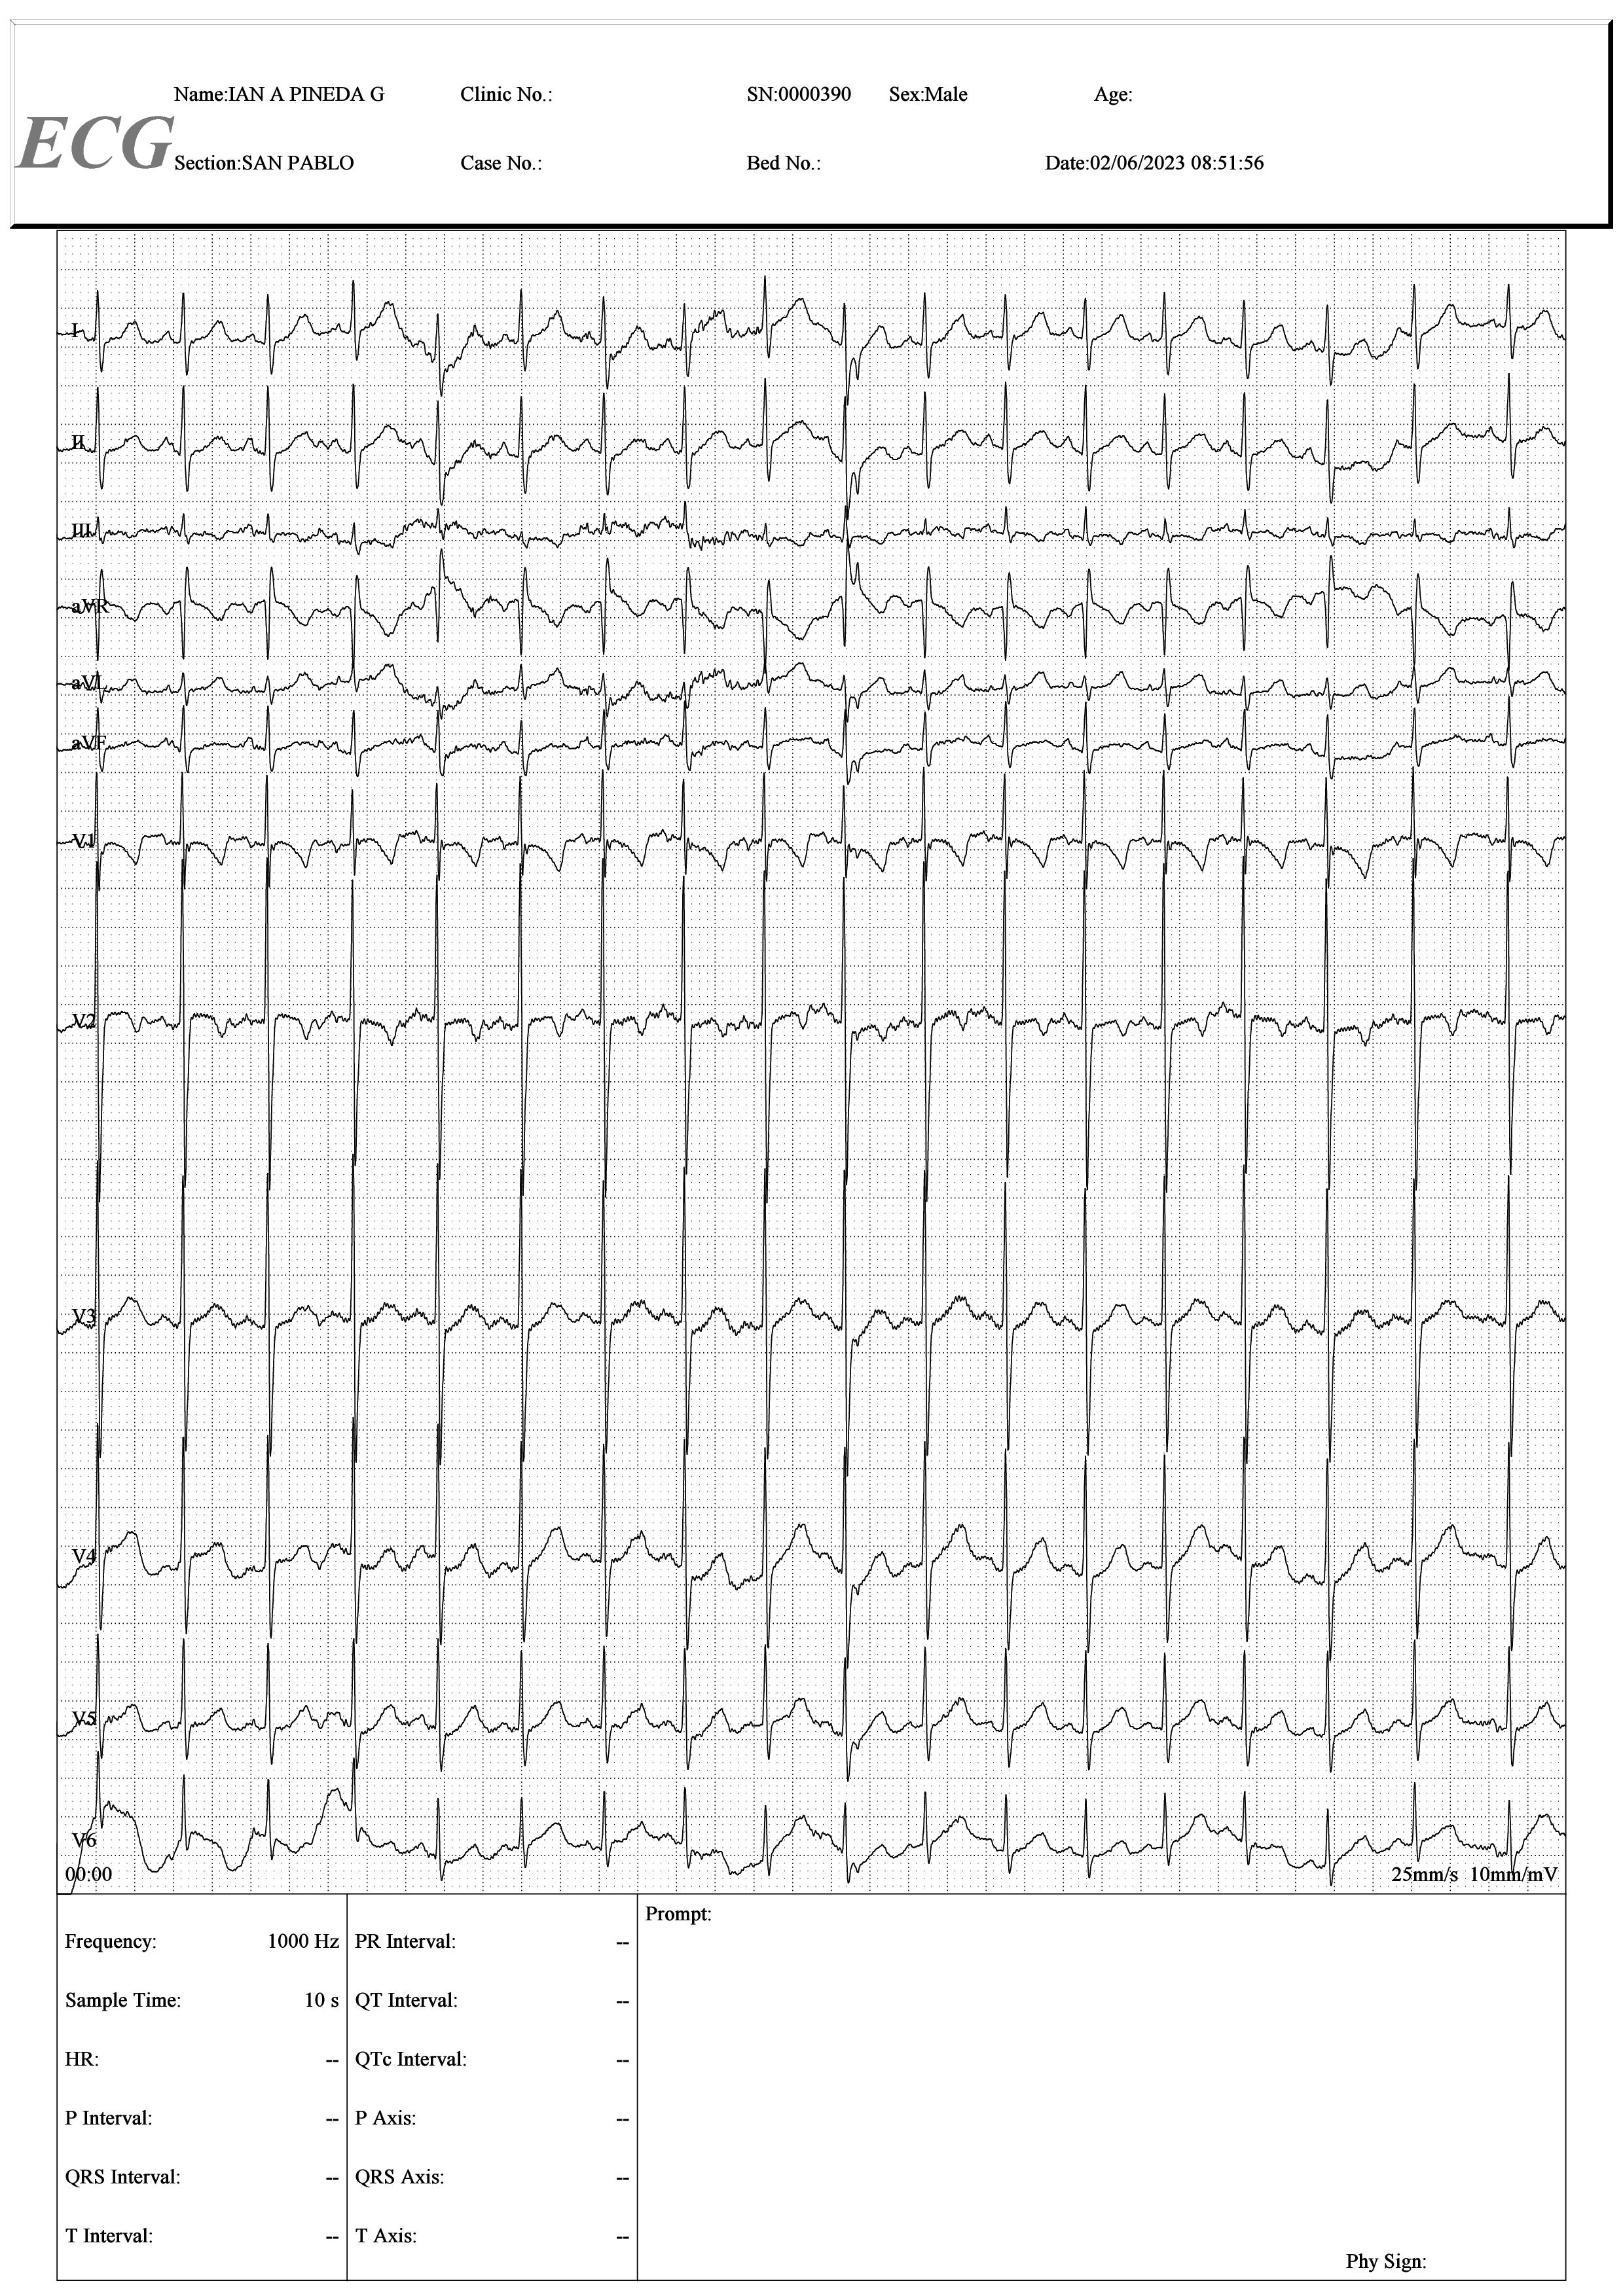 ECG
Name:IAN A PINEDA G Clinic No.: SN:0000390 Sex:Male Age:
Section:SAN PABLO Case No.: Bed No.: Date:02/06/2023 08:51:56
I
II
III
aVR
aVL
aVF
V1
V2
V3
V4
V5
V6
00:00 25mm/s 10mm/mV
Frequency: 1000 Hz PR Interval: -- Prompt:
Sample Time: 10 s QT Interval: --
HR: -- QTc Interval: --
P Interval: -- P Axis: --
QRS Interval: -- QRS Axis: --
T Interval: -- T Axis: --
Phy Sign: